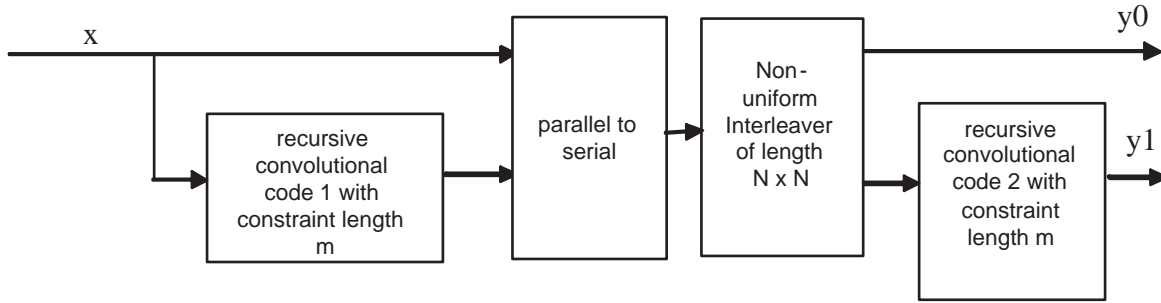 x
recursive
convolutional
code 1 with
constraint length
m
parallel to
serial
Non-
uniform
Interleaver
of length
N x N
y0
recursive
convolutional
code 2 with
constraint
length m
y1